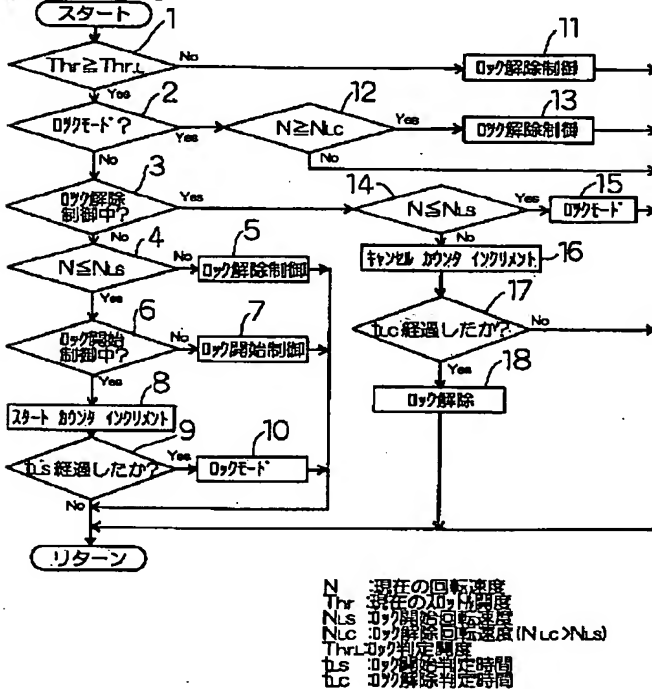 スタート
1
Thr≧ThrL
No
11
ロック解除制御
Yes
2
ロックモード?
Yes
12
N≧NLC
Yes
13
ロック解除制御
No
No
3
ロック解除
制御中?
Yes
14
N≦NLS
Yes
15
ロックモード
No
4
N≦NLS
No
5
ロック解除制御
No
キャンセル カウンタ インクリメント
16
Yes
6
ロック開始
制御中?
No
7
ロック開始制御
17
tLC 経過したか?
No
Yes
8
スタート カウンタ インクリメント
Yes
18
ロック解除
9
tLS 経過したか?
Yes
10
ロックモード
No
リターン
N :現在の回転速度
Thr :現在のスロットル開度
NLS :ロック開始回転速度
NLC :ロック解除回転速度(NLC>NLS)
ThrL:ロック判定開度
tLS :ロック開始判定時間
tLC :ロック解除判定時間